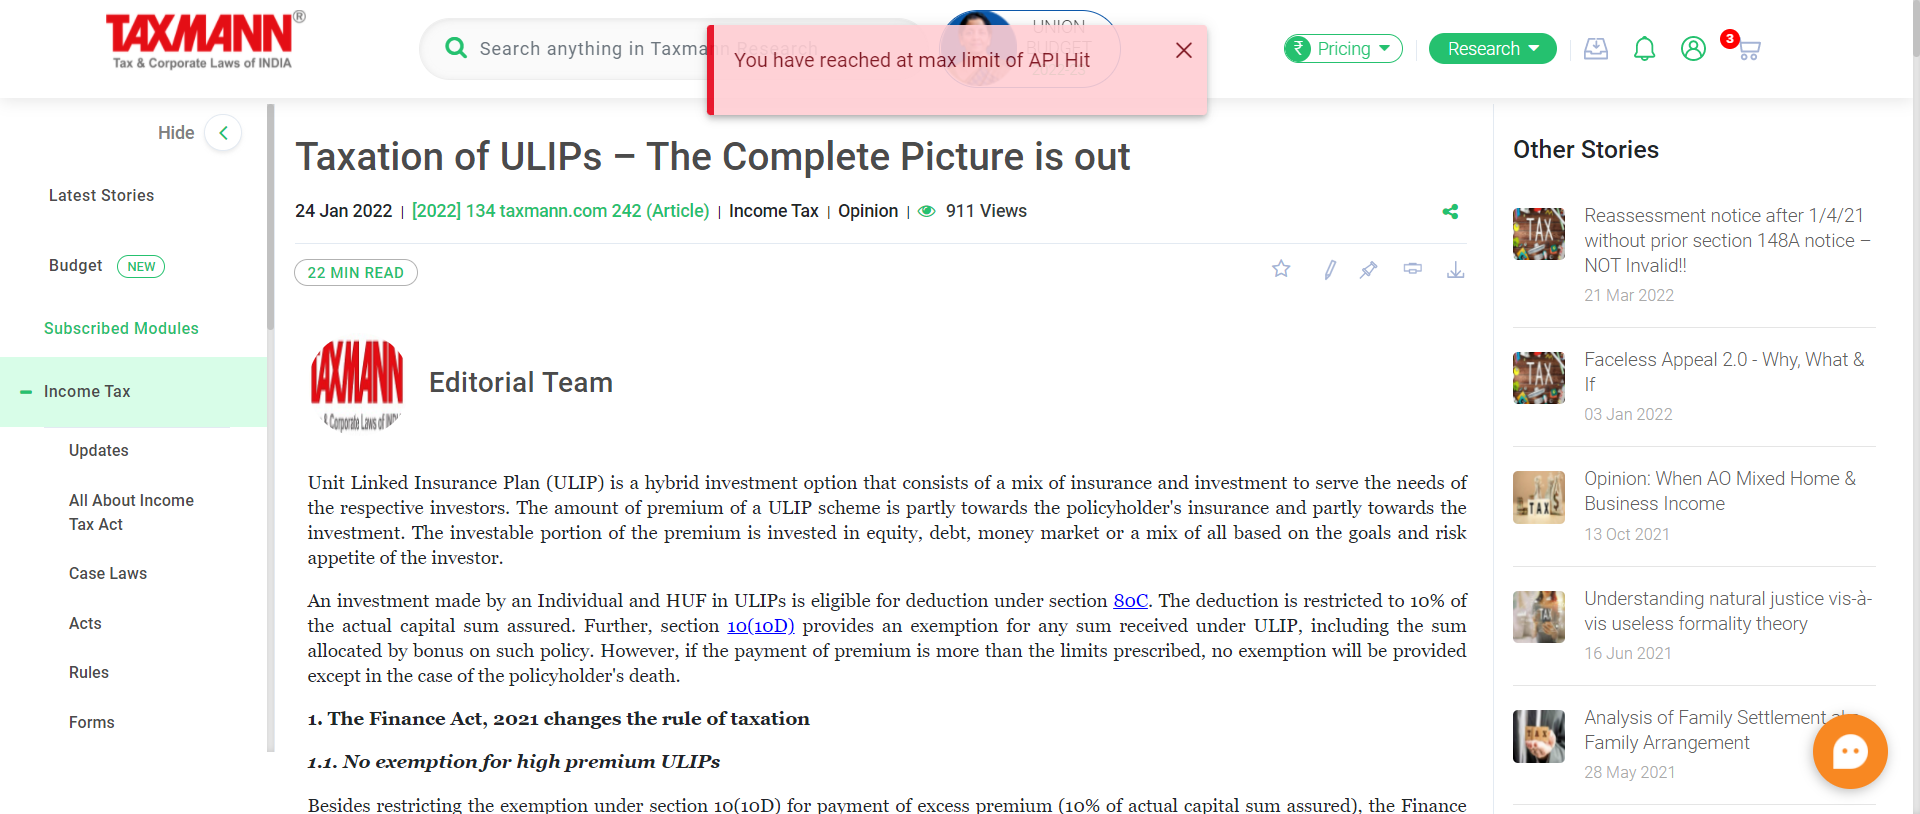 TAXMANN®
Tax & Corporate Laws of INDIA
Search anything in Taxmann Research
UNION
BUDGET
2022-23
You have reached at max limit of API Hit
₹ Pricing
Research
3
Hide
Latest Stories
Budget NEW
Subscribed Modules
Income Tax
Updates
All About Income
Tax Act
Case Laws
Acts
Rules
Forms
Taxation of ULIPs – The Complete Picture is out
24 Jan 2022 | [2022] 134 taxmann.com 242 (Article) | Income Tax | Opinion | 911 Views
22 MIN READ
TAXMANN
& Corporate Laws of INDI
Editorial Team
Unit Linked Insurance Plan (ULIP) is a hybrid investment option that consists of a mix of insurance and investment to serve the needs of
the respective investors. The amount of premium of a ULIP scheme is partly towards the policyholder's insurance and partly towards the
investment. The investable portion of the premium is invested in equity, debt, money market or a mix of all based on the goals and risk
appetite of the investor.
An investment made by an Individual and HUF in ULIPs is eligible for deduction under section 80C. The deduction is restricted to 10% of
the actual capital sum assured. Further, section 10(10D) provides an exemption for any sum received under ULIP, including the sum
allocated by bonus on such policy. However, if the payment of premium is more than the limits prescribed, no exemption will be provided
except in the case of the policyholder's death.
1. The Finance Act, 2021 changes the rule of taxation
1.1. No exemption for high premium ULIPs
Besides restricting the exemption under section 10(10D) for payment of excess premium (10% of actual capital sum assured), the Finance
Other Stories
TAX
Reassessment notice after 1/4/21
without prior section 148A notice –
NOT Invalid!!
21 Mar 2022
TAX
Faceless Appeal 2.0 - Why, What &
If
03 Jan 2022
TAX
Opinion: When AO Mixed Home &
Business Income
13 Oct 2021
TAX
Understanding natural justice vis-à-
vis useless formality theory
16 Jun 2021
TAX
Analysis of Family Settlement
Family Arrangement
28 May 2021